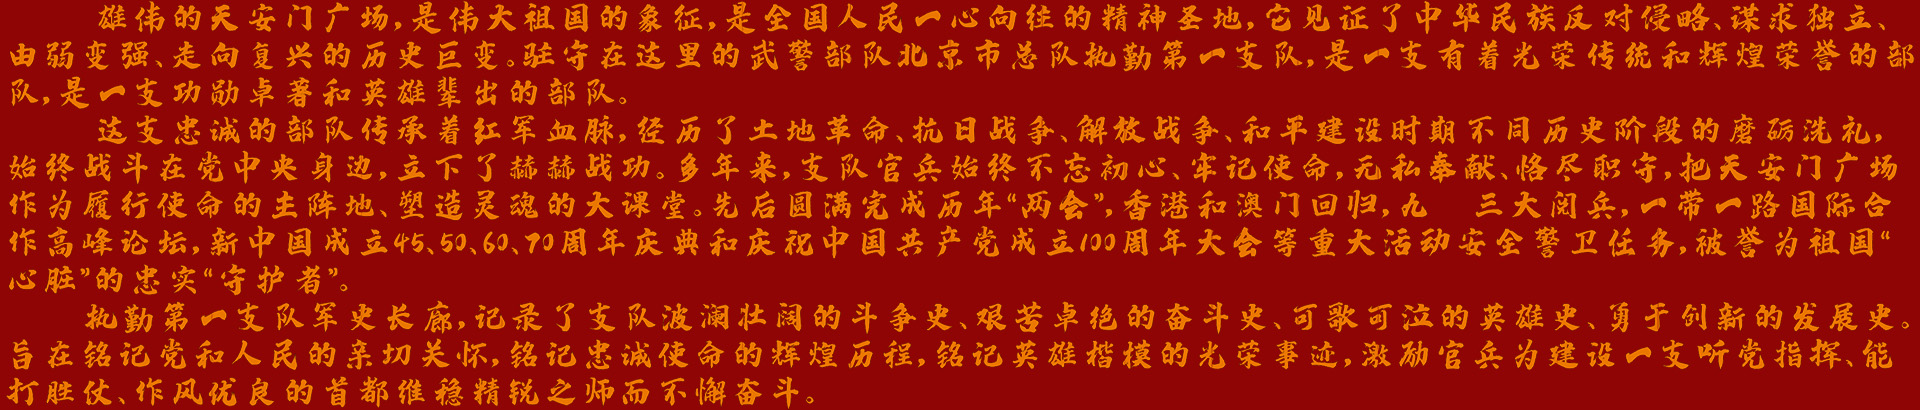 雄伟的天安门广场,是伟大祖国的象征,是全国人民一心向往的精神圣地,它见证了中华民族反对侵略、谋求独立、
由弱变强、走向复兴的历史巨变。驻守在这里的武警部队北京市总队执勤第一支队,是一支有着光荣传统和辉煌荣誉的部
队,是一支功勋卓著和英雄辈出的部队。
这支忠诚的部队传承着红军血脉,经历了土地革命、抗日战争、解放战争、和平建设时期不同历史阶段的磨砺洗礼,
始终战斗在党中央身边,立下了赫赫战功。多年来,支队官兵始终不忘初心、牢记使命,无私奉献、恪尽职守,把天安门广场
作为履行使命的主阵地、塑造灵魂的大课堂。先后圆满完成历年“两会”,香港和澳门回归,九 三大阅兵,一带一路国际合
作高峰论坛,新中国成立45、50、60、70周年庆典和庆祝中国共产党成立100周年大会等重大活动安全警卫任务,被誉为祖国“
心脏”的忠实“守护者”。
执勤第一支队军史长廊,记录了支队波澜壮阔的斗争史、艰苦卓绝的奋斗史、可歌可泣的英雄史、勇于创新的发展史。
旨在铭记党和人民的亲切关怀,铭记忠诚使命的辉煌历程,铭记英雄楷模的光荣事迹,激励官兵为建设一支听党指挥、能
打胜仗、作风优良的首都维稳精锐之师而不懈奋斗。